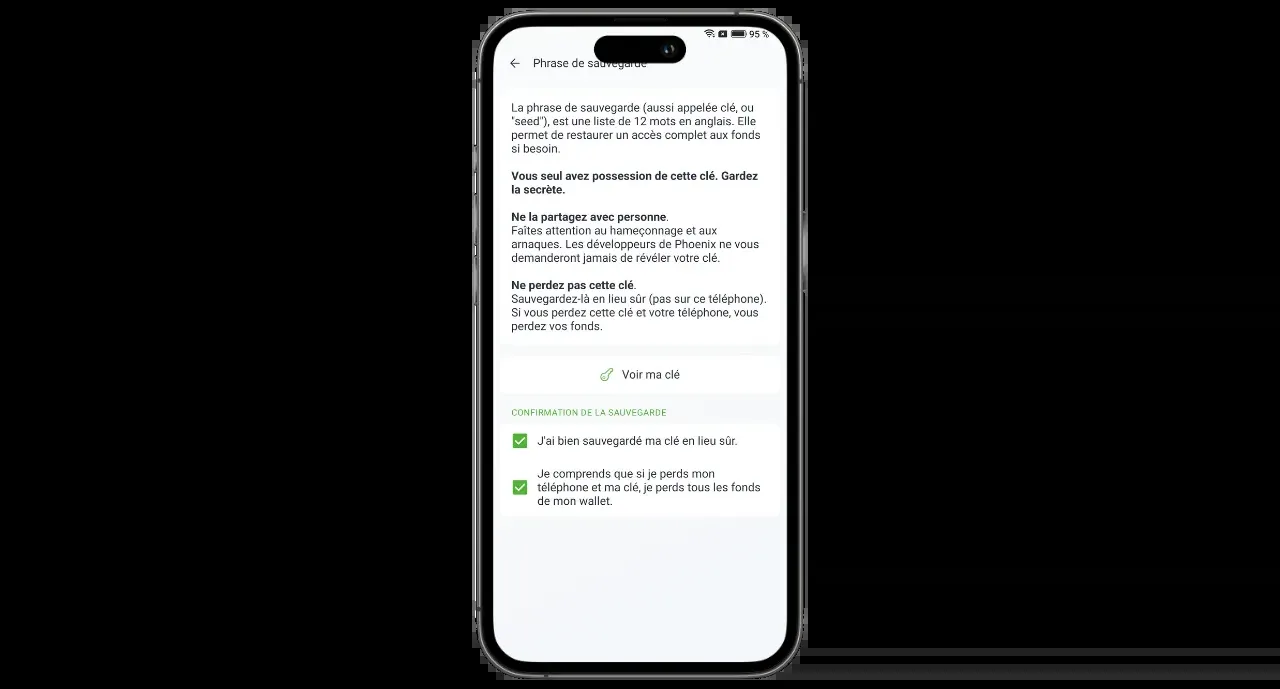 95 %
Phrase de sauvegarde
La phrase de sauvegarde (aussi appelée clé, ou
"seed"), est une liste de 12 mots en anglais. Elle
permet de restaurer un accès complet aux fonds
si besoin.
Vous seul avez possession de cette clé. Gardez
la secrète.
Ne la partagez avec personne.
Faîtes attention au hameçonnage et aux
arnaques. Les développeurs de Phoenix ne vous
demanderont jamais de révéler votre clé.
Ne perdez pas cette clé.
Sauvegardez-là en lieu sûr (pas sur ce téléphone).
Si vous perdez cette clé et votre téléphone, vous
perdez vos fonds.
Voir ma clé
CONFIRMATION DE LA SAUVEGARDE
J'ai bien sauvegardé ma clé en lieu sûr.
Je comprends que si je perds mon
téléphone et ma clé, je perds tous les fonds
de mon wallet.